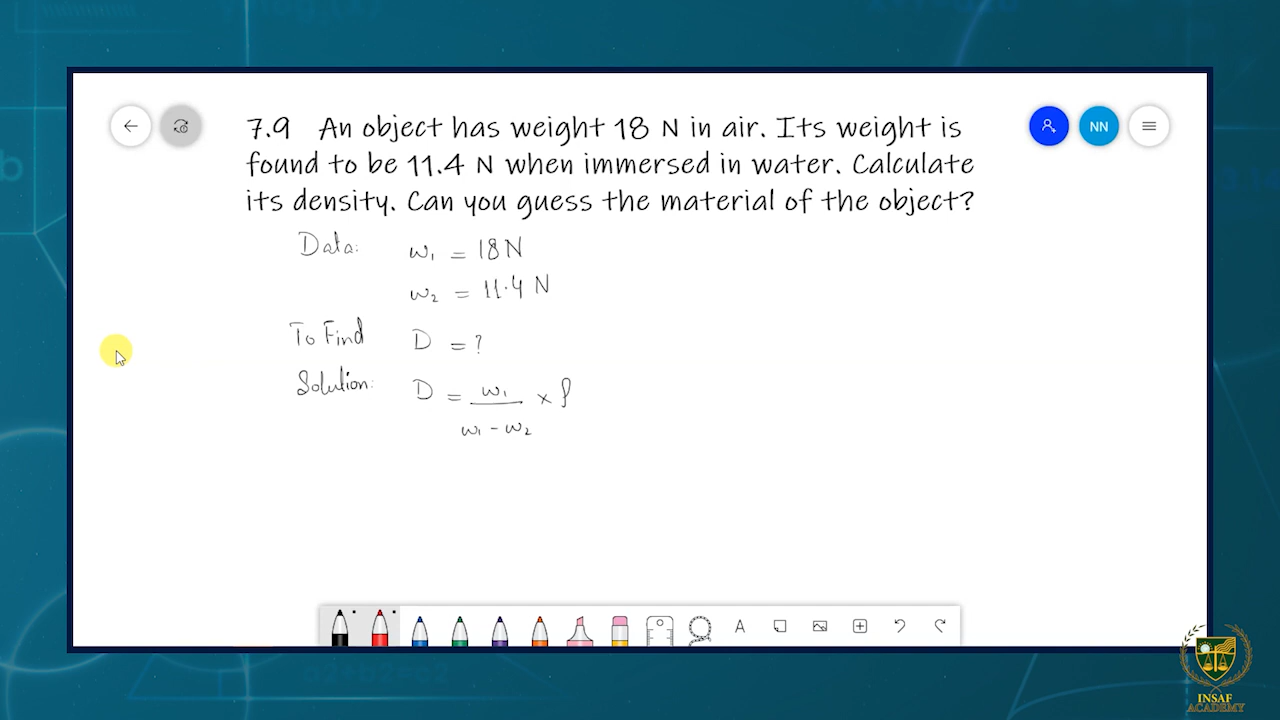 7.9 An object has weight 18 N in air. Its weight is
found to be 11.4 N when immersed in water. Calculate
its density. Can you guess the material of the object?
Data: w₁ = 18 N
w₂ = 11.4 N
To Find D = ?
Solution: D = w₁ / w₁ - w₂ × ρ
NN
A
INSAF
ACADEMY